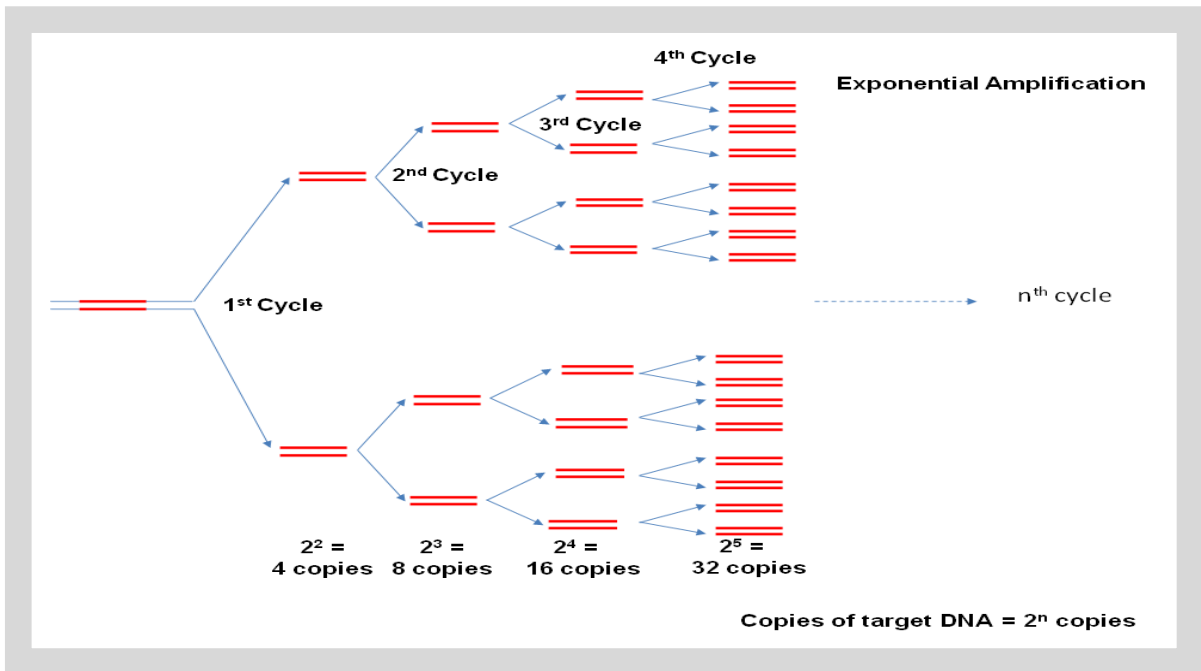 4th Cycle
Exponential Amplification
3rd Cycle
2nd Cycle
1st Cycle
nth cycle
2² =
4 copies
2³ =
8 copies
2⁴ =
16 copies
2⁵ =
32 copies
Copies of target DNA = 2ⁿ copies